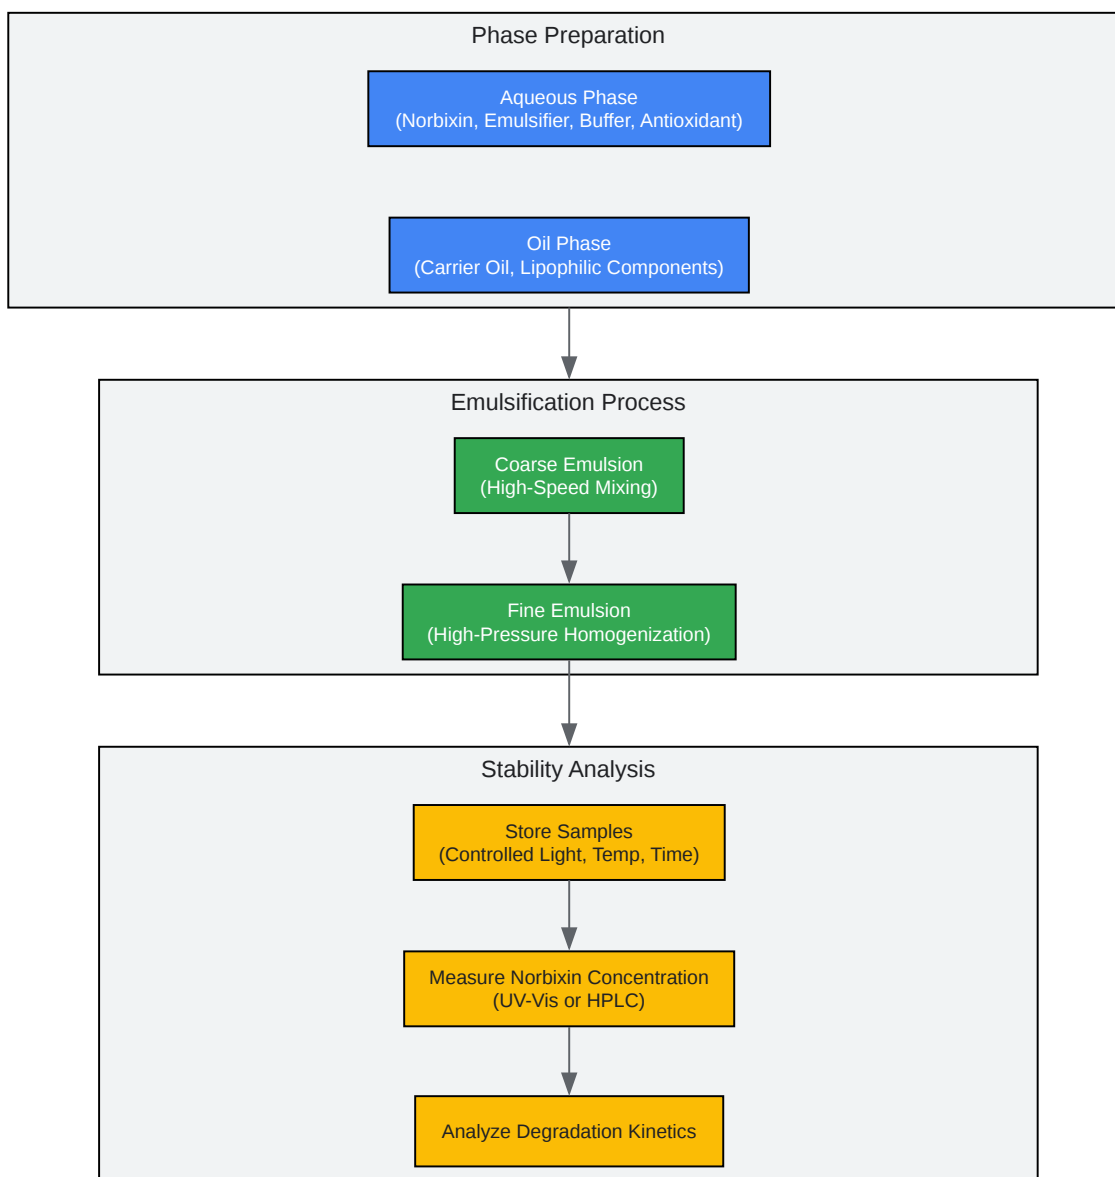 Phase Preparation
Aqueous Phase
(Norbixin, Emulsifier, Buffer, Antioxidant)
Oil Phase
(Carrier Oil, Lipophilic Components)
Emulsification Process
Coarse Emulsion
(High-Speed Mixing)
Fine Emulsion
(High-Pressure Homogenization)
Stability Analysis
Store Samples
(Controlled Light, Temp, Time)
Measure Norbixin Concentration
(UV-Vis or HPLC)
Analyze Degradation Kinetics